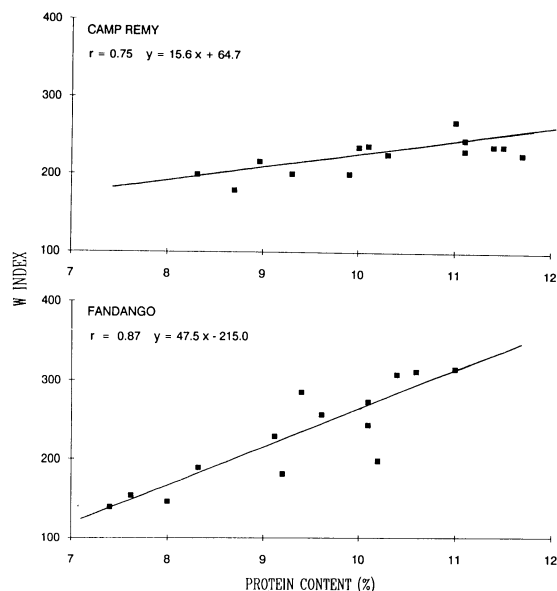 400
CAMP REMY
r = 0.75 y = 15.6 x + 64.7
300
200
100
7 8 9 10 11 12
W INDEX
400
FANDANGO
r = 0.87 y = 47.5 x - 215.0
300
200
100
7 8 9 10 11 12
PROTEIN CONTENT (%)